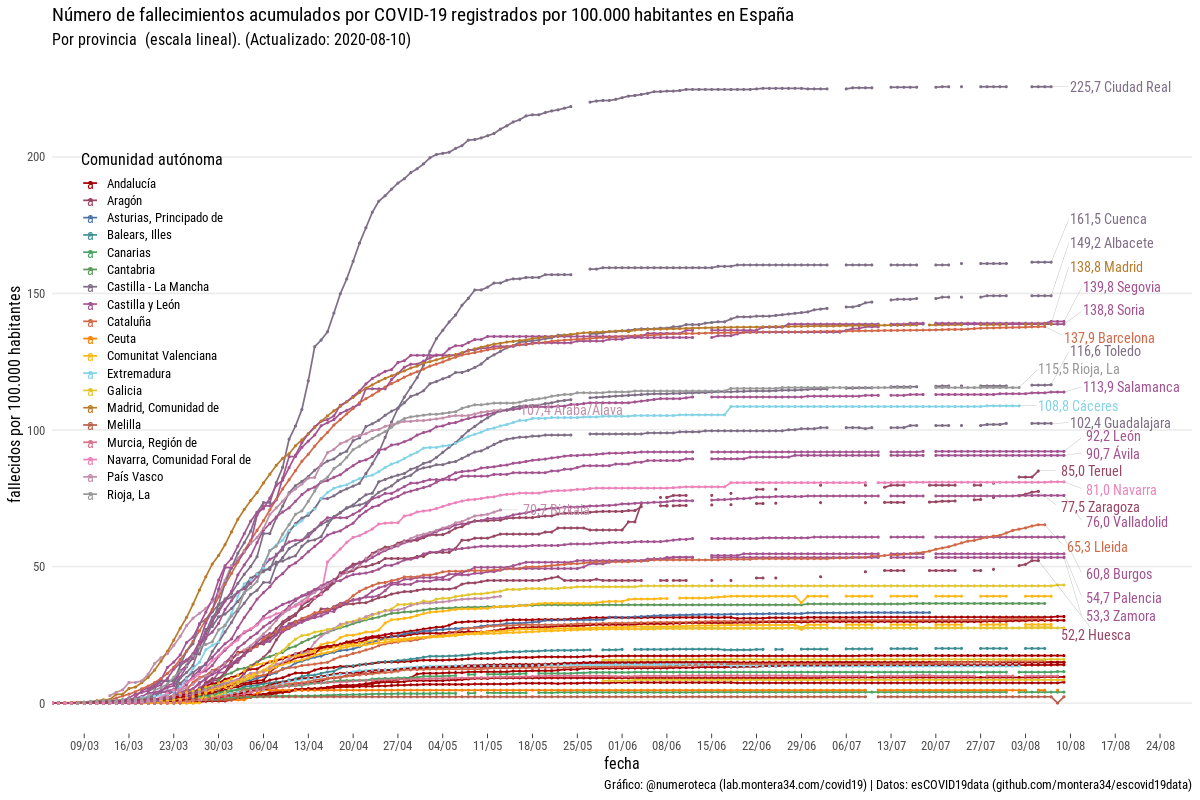 Número de fallecimientos acumulados por COVID-19 registrados por 100.000 habitantes en España
Por provincia  (escala lineal). (Actualizado: 2020-08-10)
fallecidos por 100.000 habitantes
200
150
100
50
0
Comunidad autónoma
Andalucía
Aragón
Asturias, Principado de
Balears, Illes
Canarias
Cantabria
Castilla - La Mancha
Castilla y León
Cataluña
Ceuta
Comunitat Valenciana
Extremadura
Galicia
Madrid, Comunidad de
Melilla
Murcia, Región de
Navarra, Comunidad Foral de
País Vasco
Rioja, La
225,7 Ciudad Real
161,5 Cuenca
149,2 Albacete
138,8 Madrid
139,8 Segovia
138,8 Soria
137,9 Barcelona
116,6 Toledo
115,5 Rioja, La
113,9 Salamanca
108,8 Cáceres
107,4 Araba/Álava
102,4 Guadalajara
92,2 León
90,7 Ávila
85,0 Teruel
81,0 Navarra
77,5 Zaragoza
70,7 Bizkaia
76,0 Valladolid
65,3 Lleida
60,8 Burgos
54,7 Palencia
53,3 Zamora
52,2 Huesca
09/03 16/03 23/03 30/03 06/04 13/04 20/04 27/04 04/05 11/05 18/05 25/05 01/06 08/06 15/06 22/06 29/06 06/07 13/07 20/07 27/07 03/08 10/08 17/08 24/08
fecha
Gráfico: @numeroteca (lab.montera34.com/covid19) | Datos: esCOVID19data (github.com/montera34/escovid19data)